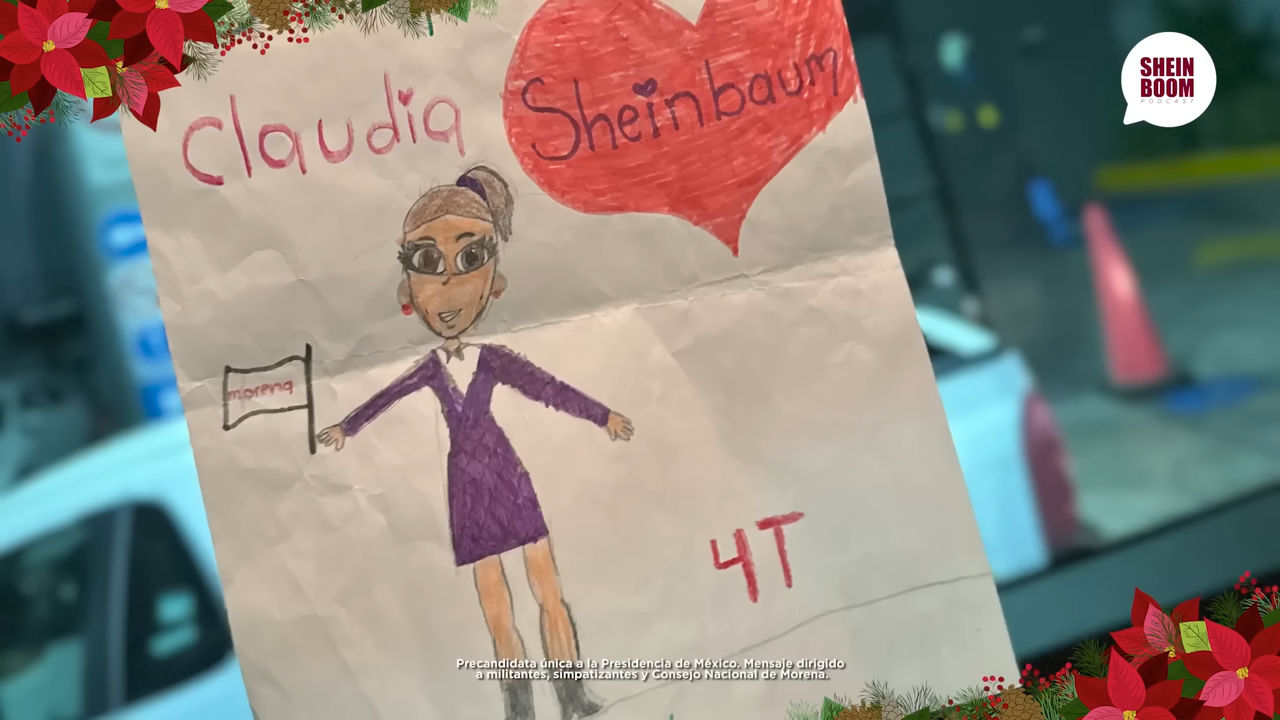 Claudia Sheinbaum
SHEIN
BOOM
PODCAST
morena
4T
Precandidata única a la Presidencia de México. Mensaje dirigido
a militantes, simpatizantes y Consejo Nacional de Morena.